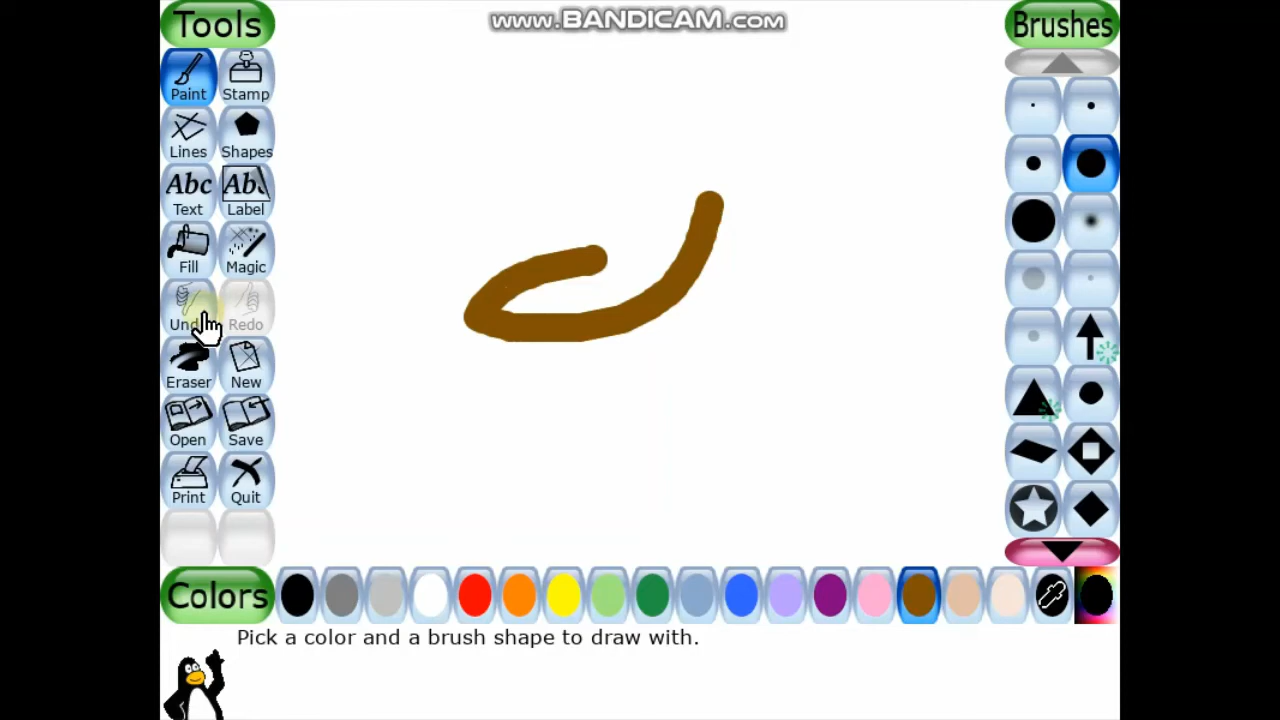 www.BANDICAM.com
Tools
Brushes
Paint
Stamp
Lines
Shapes
Abc
Text
Abc
Label
Fill
Magic
Undo
Redo
Eraser
New
Open
Save
Print
Quit
Colors
Pick a color and a brush shape to draw with.